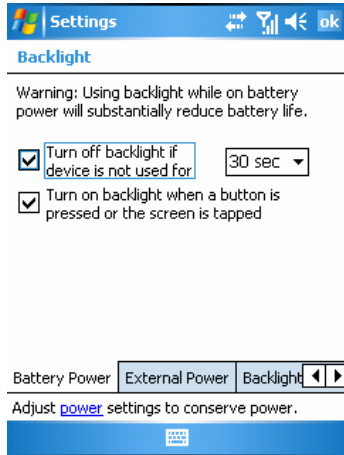 Settings
ok
Backlight
Warning: Using backlight while on battery
power will substantially reduce battery life.
Turn off backlight if
device is not used for
30 sec
Turn on backlight when a button is
pressed or the screen is tapped
Battery Power
External Power
Backlight
Adjust power settings to conserve power.